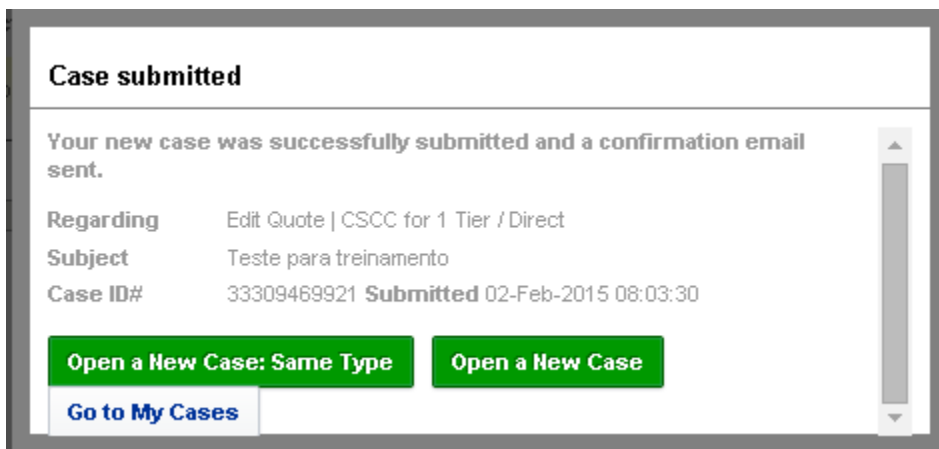 Case submitted
Your new case was successfully submitted and a confirmation email
sent.
Regarding Edit Quote | CSCC for 1 Tier / Direct
Subject Teste para treinamento
Case ID# 33309469921 Submitted 02-Feb-2015 08:03:30
Open a New Case: Same Type Open a New Case
Go to My Cases